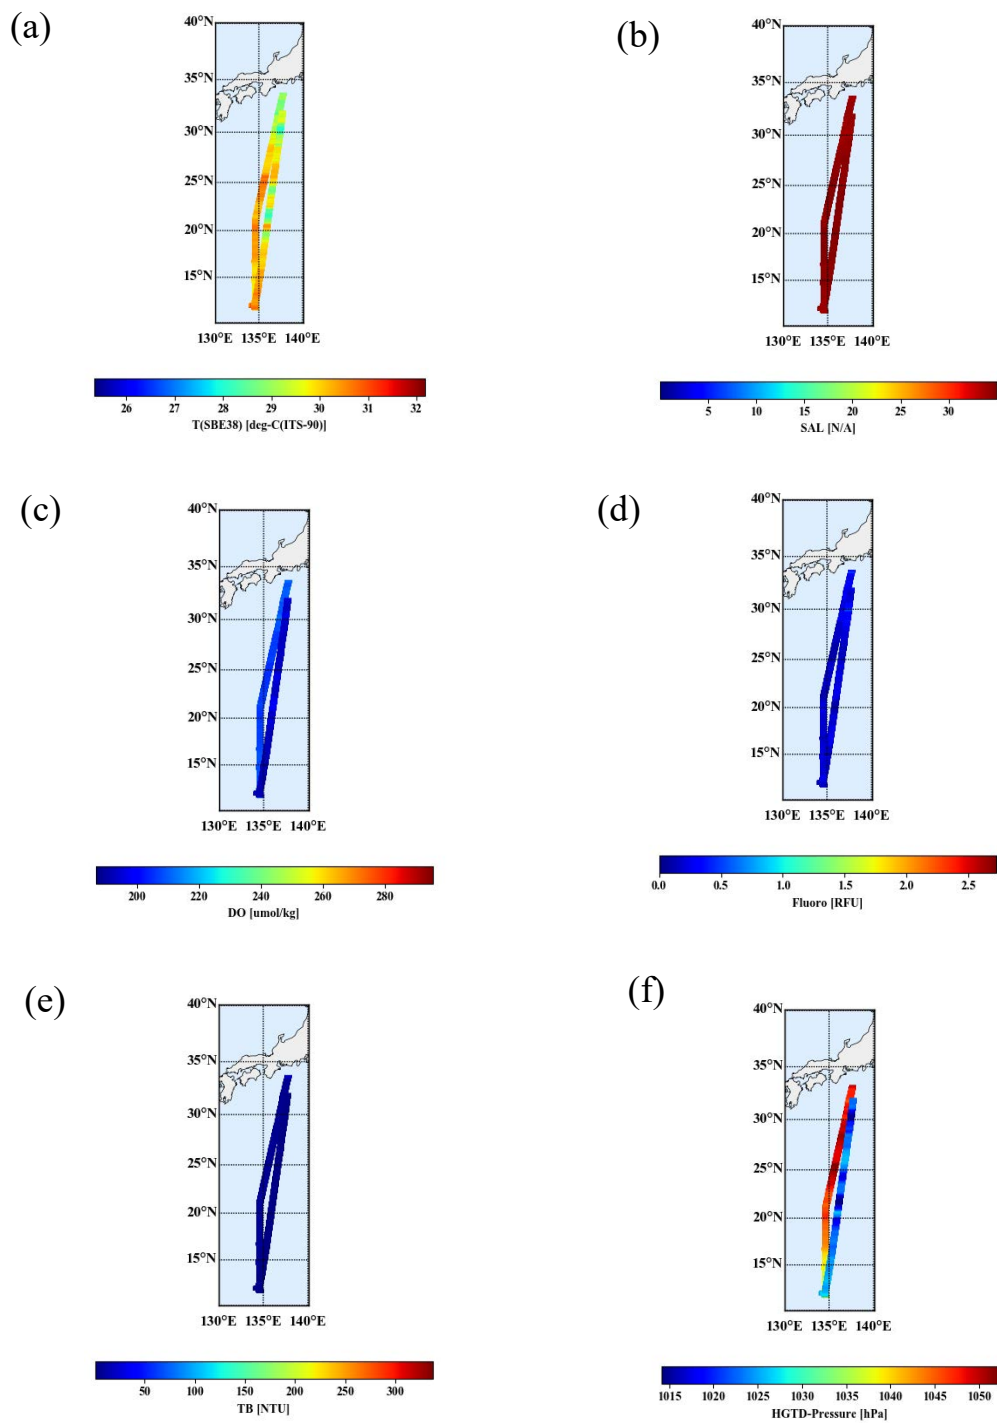 (a)
40°N
35°N
30°N
25°N
20°N
15°N
130°E 135°E 140°E
26 27 28 29 30 31 32
T(SBE38) [deg-C(ITS-90)]
(b)
40°N
35°N
30°N
25°N
20°N
15°N
130°E 135°E 140°E
5 10 15 20 25 30
SAL [N/A]
(c)
40°N
35°N
30°N
25°N
20°N
15°N
130°E 135°E 140°E
200 220 240 260 280
DO [umol/kg]
(d)
40°N
35°N
30°N
25°N
20°N
15°N
130°E 135°E 140°E
0.0 0.5 1.0 1.5 2.0 2.5
Fluoro [RFU]
(e)
40°N
35°N
30°N
25°N
20°N
15°N
130°E 135°E 140°E
50 100 150 200 250 300
TB [NTU]
(f)
40°N
35°N
30°N
25°N
20°N
15°N
130°E 135°E 140°E
1015 1020 1025 1030 1035 1040 1045 1050
HGTD-Pressure [hPa]